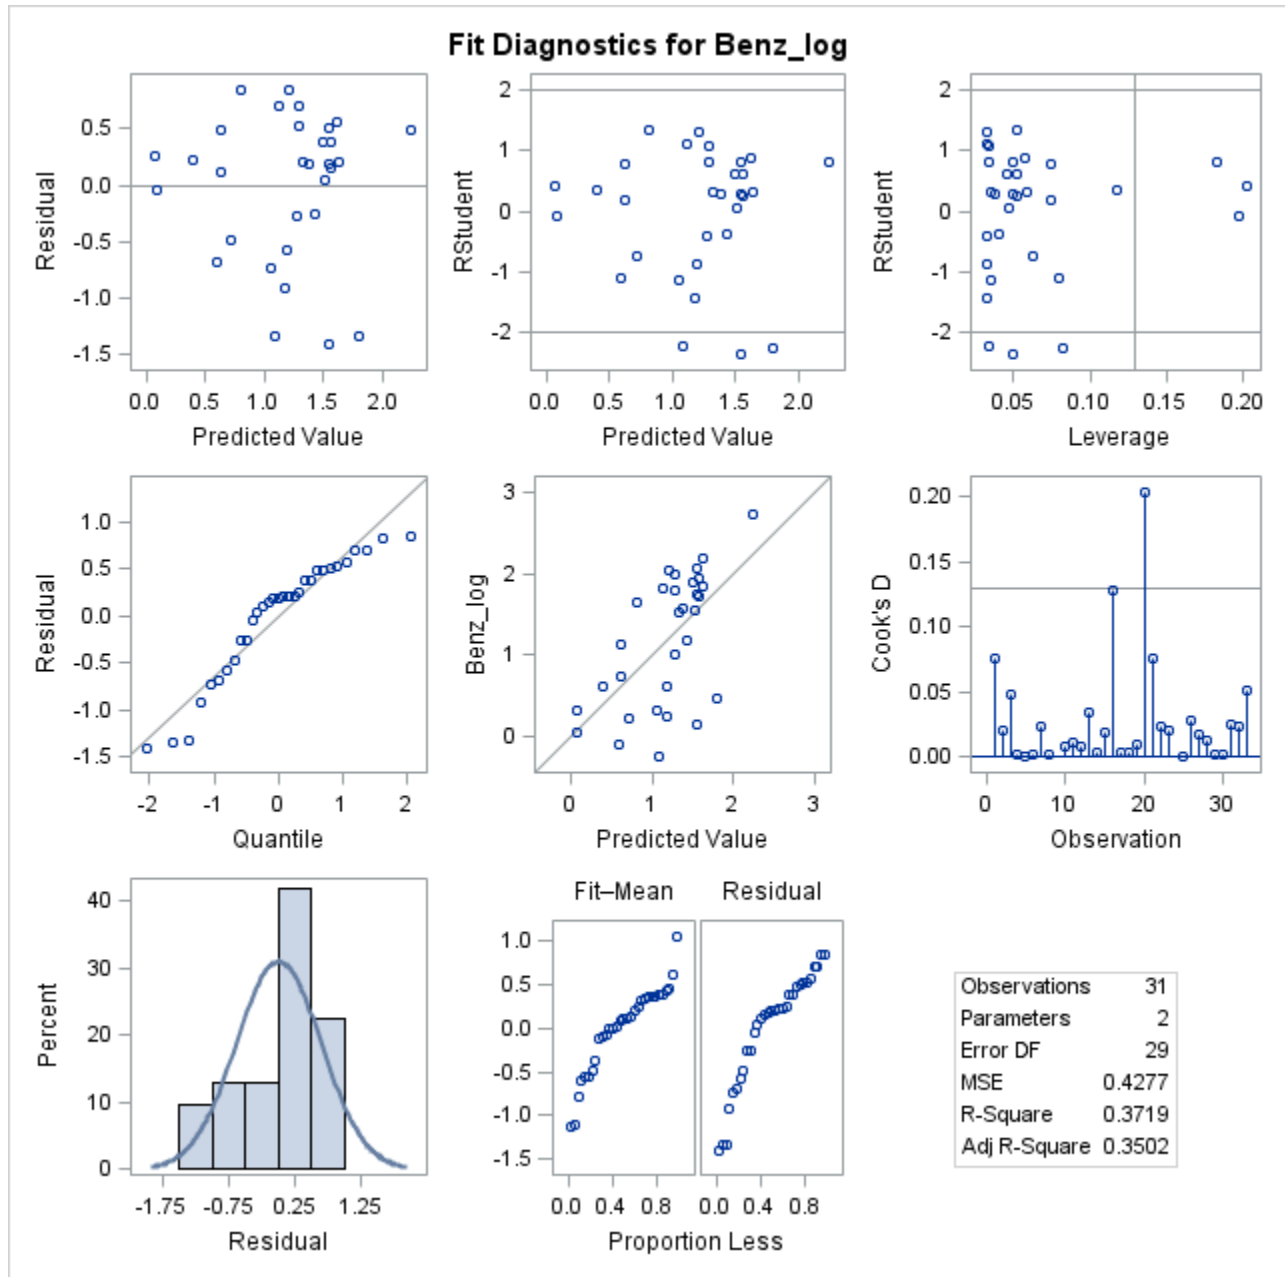 Fit Diagnostics for Benz_log
Residual
0.5
0.0
-0.5
-1.0
-1.5
0.0 0.5 1.0 1.5 2.0
Predicted Value
RStudent
2
1
0
-1
-2
0.0 0.5 1.0 1.5 2.0
Predicted Value
RStudent
2
1
0
-1
-2
0.05 0.10 0.15 0.20
Leverage
Residual
1.0
0.5
0.0
-0.5
-1.0
-1.5
-2 -1 0 1 2
Quantile
Benz_log
3
2
1
0
0 1 2 3
Predicted Value
Cook's D
0.20
0.15
0.10
0.05
0.00
0 10 20 30
Observation
Percent
40
30
20
10
0
-1.75 -0.75 0.25 1.25
Residual
Fit–Mean Residual
1.0
0.5
0.0
-0.5
-1.0
-1.5
0.0 0.4 0.8 0.0 0.4 0.8
Proportion Less
Observations 31
Parameters 2
Error DF 29
MSE 0.4277
R-Square 0.3719
Adj R-Square 0.3502